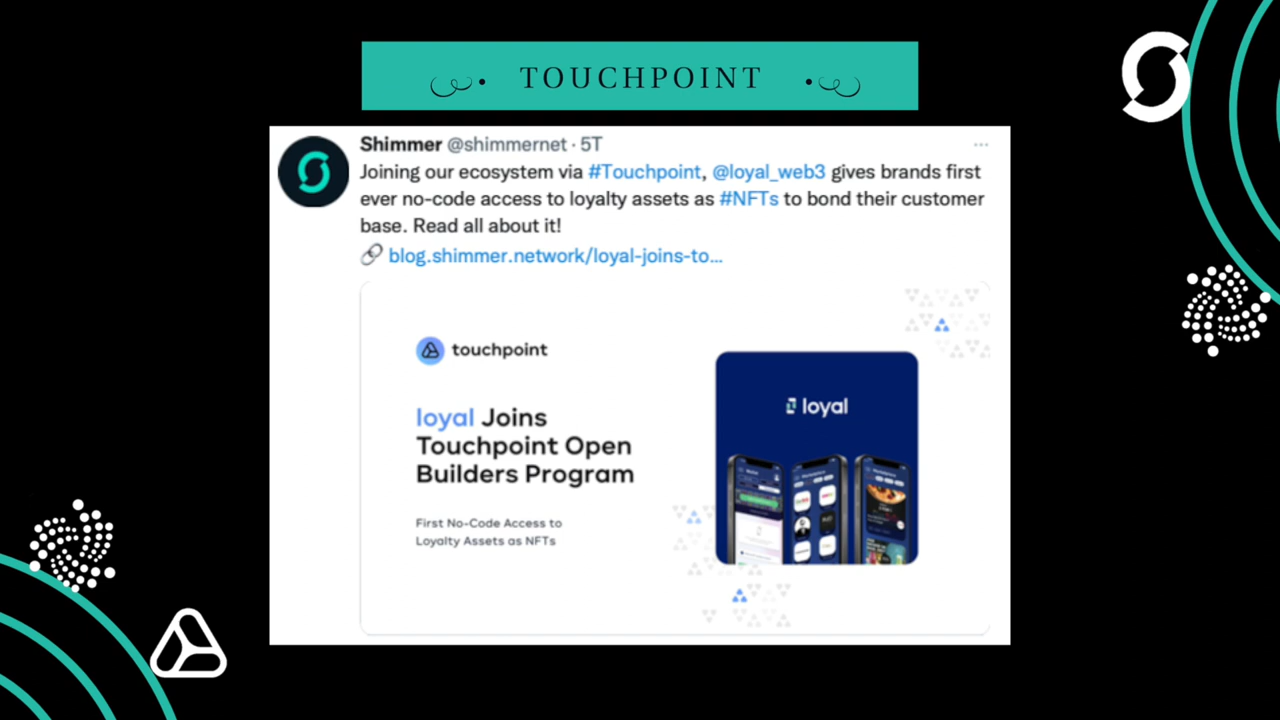 TOUCHPOINT
Shimmer @shimmernet · 5T
Joining our ecosystem via #Touchpoint, @loyal_web3 gives brands first
ever no-code access to loyalty assets as #NFTs to bond their customer
base. Read all about it!
blog.shimmer.network/loyal-joins-to...
touchpoint
loyal Joins
Touchpoint Open
Builders Program
First No-Code Access to
Loyalty Assets as NFTs
loyal